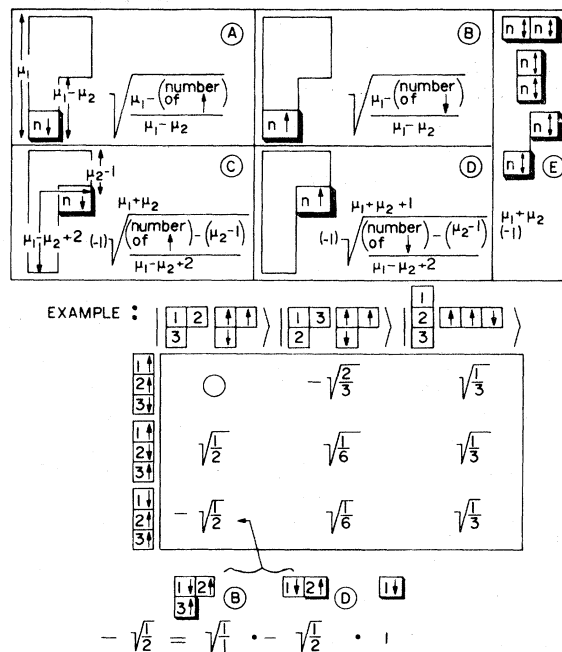 A
μ₁
μ₁-μ₂
n↓
√((μ₁-(number of ↑))/(μ₁-μ₂))
B
n↑
√((μ₁-(number of ↓))/(μ₁-μ₂))
C
μ₂-1
n↓
μ₁-μ₂+2
μ₁+μ₂
(-1) √(((number of ↑)-(μ₂-1))/(μ₁-μ₂+2))
D
n↑
μ₁+μ₂+1
(-1) √(((number of ↓)-(μ₂-1))/(μ₁-μ₂+2))
n↕ n↕
n↕
n↕
n↕
n↕
E
μ₁+μ₂
(-1)
EXAMPLE :
| 1 2 ↑ ↑ ⟩ | 1 3 ↑ ↑ ⟩ | 1
3 ↓ 2 ↓ 2 ↑ ↑ ↓ ⟩
3
1↑
2↑ ○ -√(2/3) √(1/3)
3↓
1↑
2↓ √(1/2) √(1/6) √(1/3)
3↑
1↓
2↑ -√(1/2) √(1/6) √(1/3)
3↑
1↓ 2↑ B 1↓ 2↑ D 1↓
3↑
-√(1/2) = √(1/1) · -√(1/2) · 1